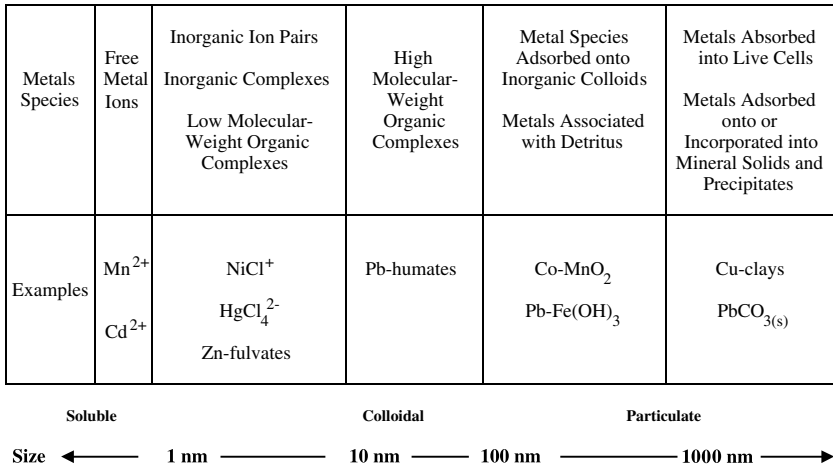 Metals
Species
Free
Metal
Ions
Inorganic Ion Pairs
Inorganic Complexes
Low Molecular-
Weight Organic
Complexes
High
Molecular-
Weight
Organic
Complexes
Metal Species
Adsorbed onto
Inorganic Colloids
Metals Associated
with Detritus
Metals Absorbed
into Live Cells
Metals Adsorbed
onto or
Incorporated into
Mineral Solids and
Precipitates
Examples
Mn²⁺
Cd²⁺
NiCl⁺
HgCl₄²⁻
Zn-fulvates
Pb-humates
Co-MnO₂
Pb-Fe(OH)₃
Cu-clays
PbCO₃₍ₛ₎
Soluble Colloidal Particulate
Size 1 nm 10 nm 100 nm 1000 nm